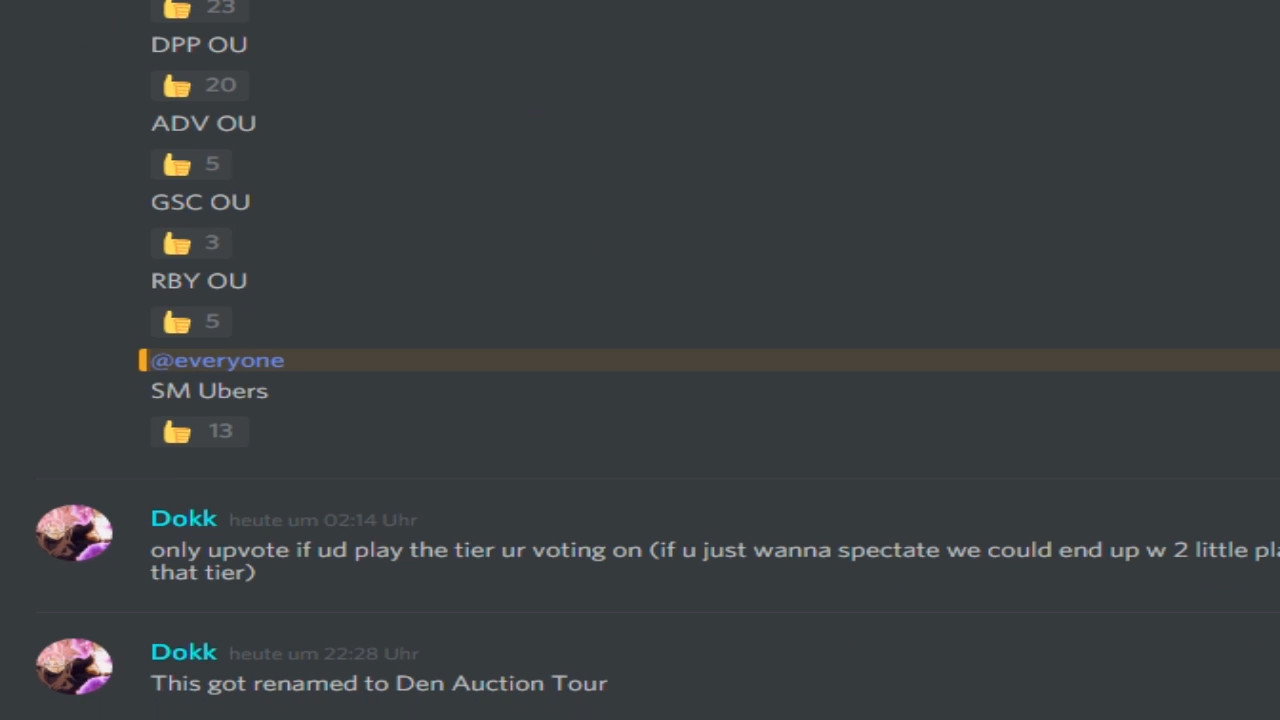 23
DPP OU
20
ADV OU
5
GSC OU
3
RBY OU
5
@everyone
SM Ubers
13
Dokk heute um 02:14 Uhr
only upvote if ud play the tier ur voting on (if u just wanna spectate we could end up w 2 little
that tier)
Dokk heute um 22:28 Uhr
This got renamed to Den Auction Tour